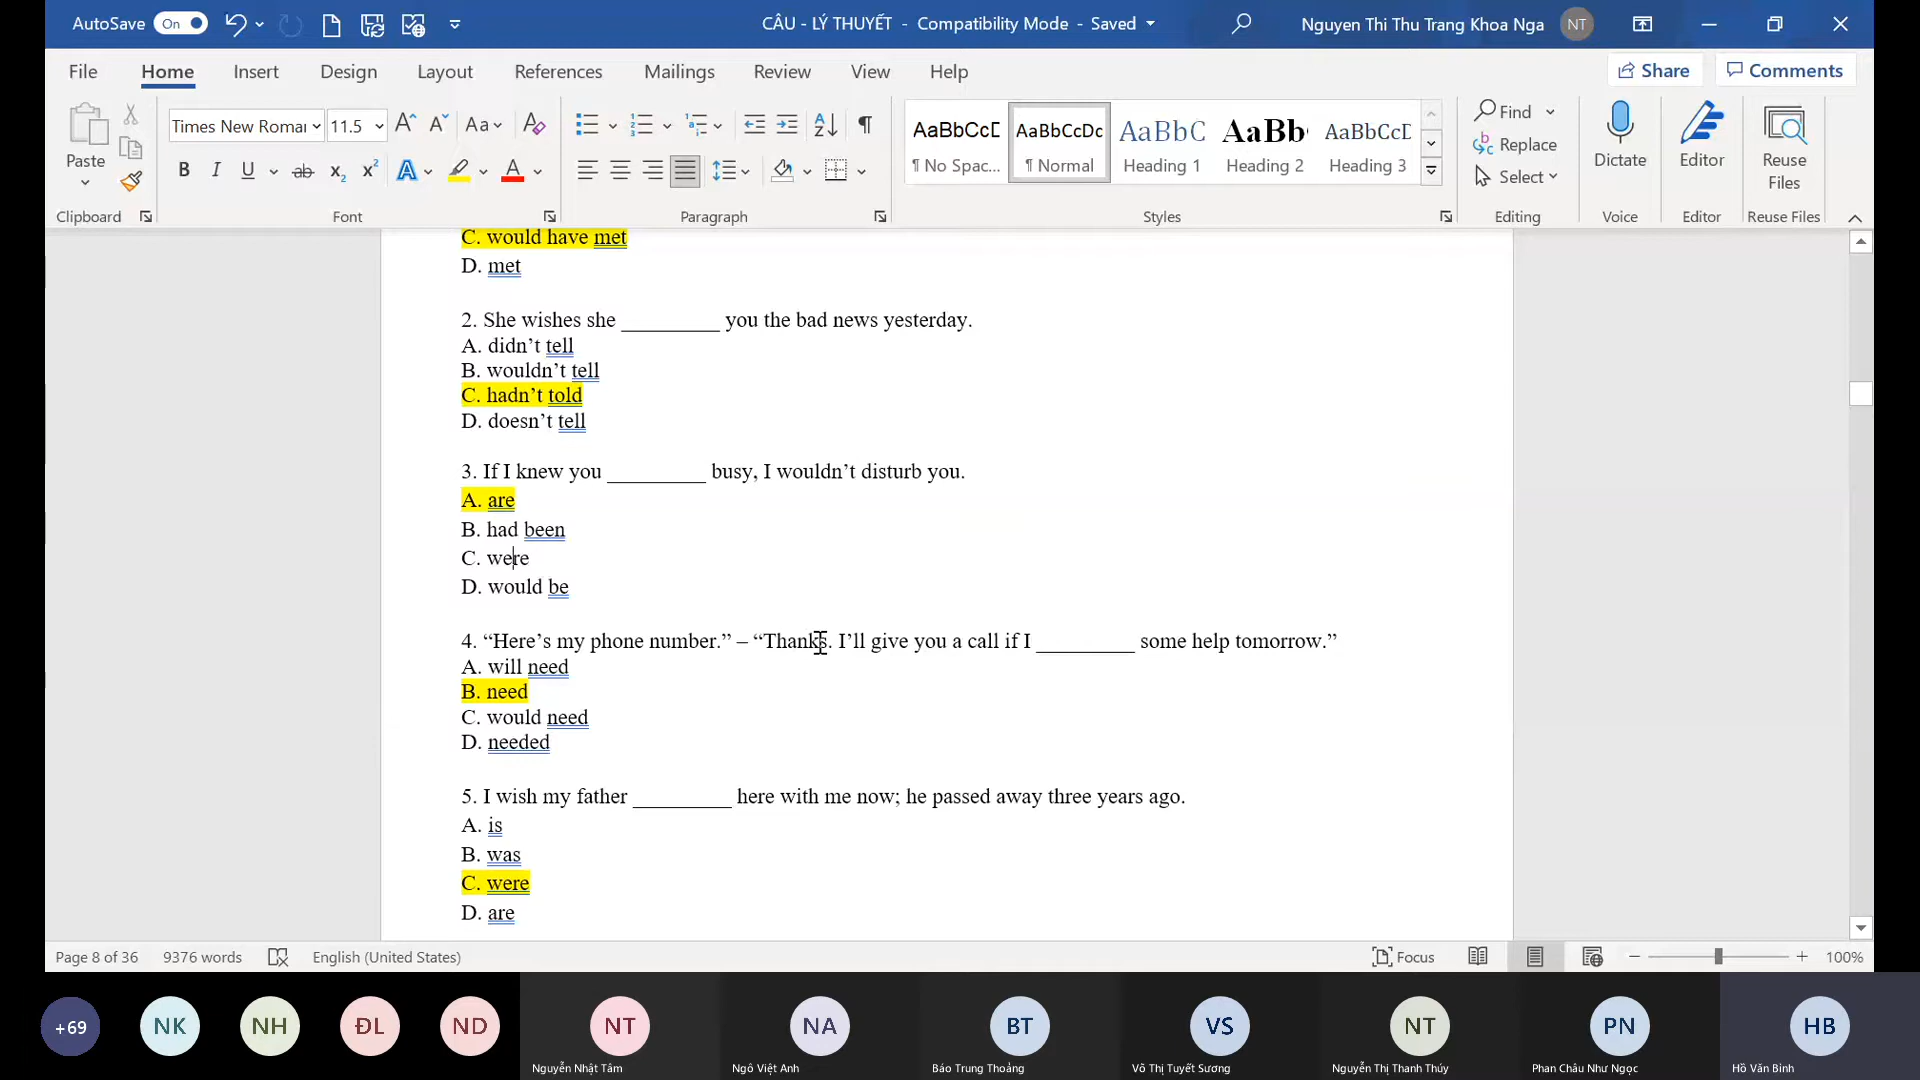 AutoSave On
CÂU - LÝ THUYẾT - Compatibility Mode - Saved
Nguyen Thi Thu Trang Khoa Nga NT
File Home Insert Design Layout References Mailings Review View Help
Share Comments
Paste
Times New Romar 11.5
Aa
B I U ab x₂ x² A A
Clipboard
Font
Paragraph
AaBbCcD AaBbCcDc AaBbC AaBb AaBbCcD
¶ No Spac... ¶ Normal Heading 1 Heading 2 Heading 3
Styles
Find
Replace
Select
Editing
Dictate
Voice
Editor
Editor
Reuse Files
Reuse Files
C. would have met
D. met
2. She wishes she _________ you the bad news yesterday.
A. didn’t tell
B. wouldn’t tell
C. hadn’t told
D. doesn’t tell
3. If I knew you _________ busy, I wouldn’t disturb you.
A. are
B. had been
C. were
D. would be
4. “Here’s my phone number.” – “Thanks. I’ll give you a call if I _________ some help tomorrow.”
A. will need
B. need
C. would need
D. needed
5. I wish my father _________ here with me now; he passed away three years ago.
A. is
B. was
C. were
D. are
Page 8 of 36 9376 words English (United States) Focus 100%
+69 NK NH ĐL ND NT NA BT VS NT PN HB
Nguyễn Nhật Tâm Ngô Việt Anh Báo Trung Thoảng Võ Thị Tuyết Sương Nguyễn Thị Thanh Thúy Phan Châu Như Ngọc Hồ Văn Bình